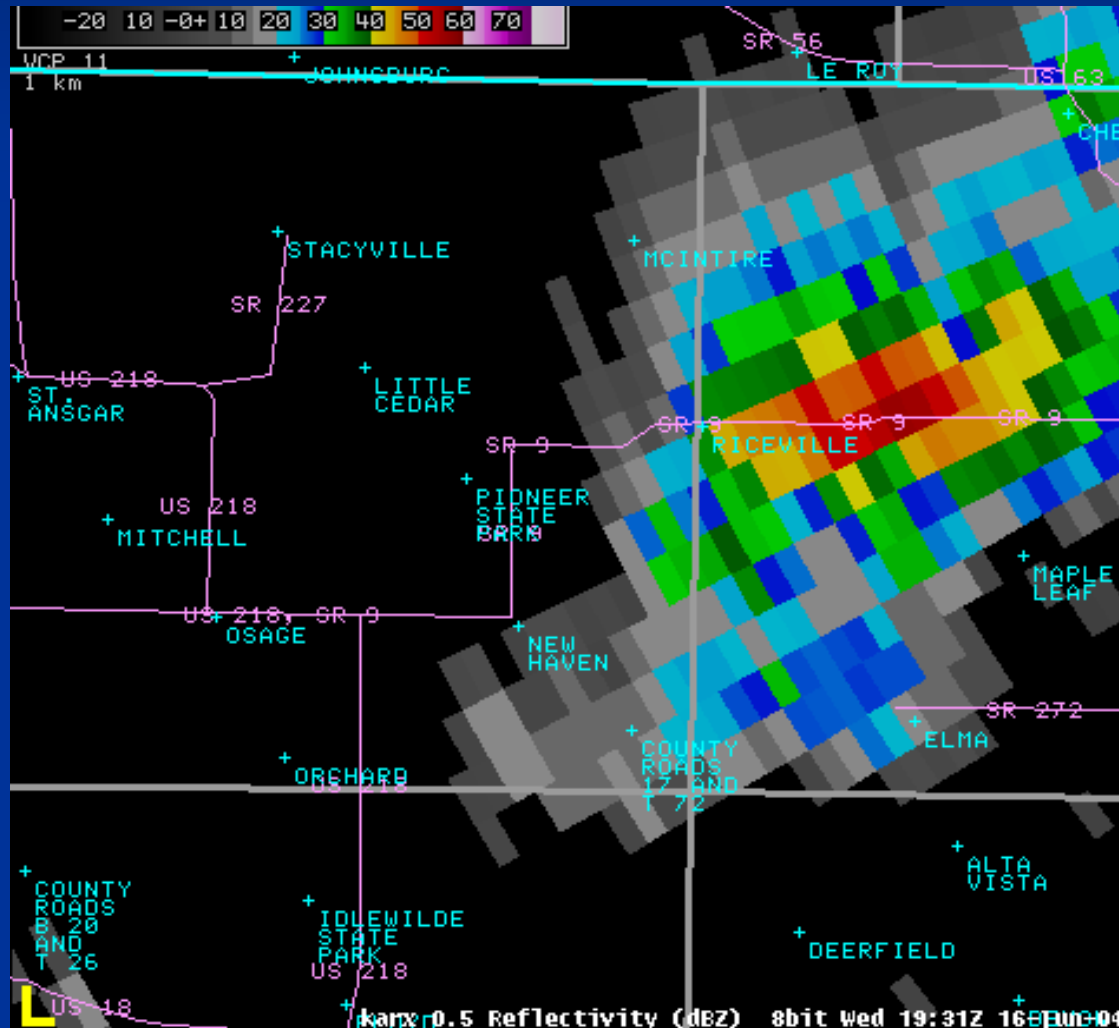 -20 10 -0+ 10 20 30 40 50 60 70
VCP 11
1 km
SR 56
LE ROY
US 63
STACYVILLE
MCINTIRE
SR 227
US 218
ST.
ANSGAR
LITTLE
CEDAR
SR 9
SR 9
SR 9
SR 9
RICEVILLE
US 218
MITCHELL
PIONEER
STATE
PARK
SR 9
MAPLE
LEAF
US 218, SR 9
OSAGE
NEW
HAVEN
SR 272
ELMA
COUNTY
ROADS
17 AND
T 72
ORCHARD
US 218
ALTA
VISTA
COUNTY
ROADS
B 20
AND
T 26
IDLEWILDE
STATE
PARK
DEERFIELD
US 218
US 18
L
karx 0.5 Reflectivity (dBZ) 8bit Wed 19:31Z